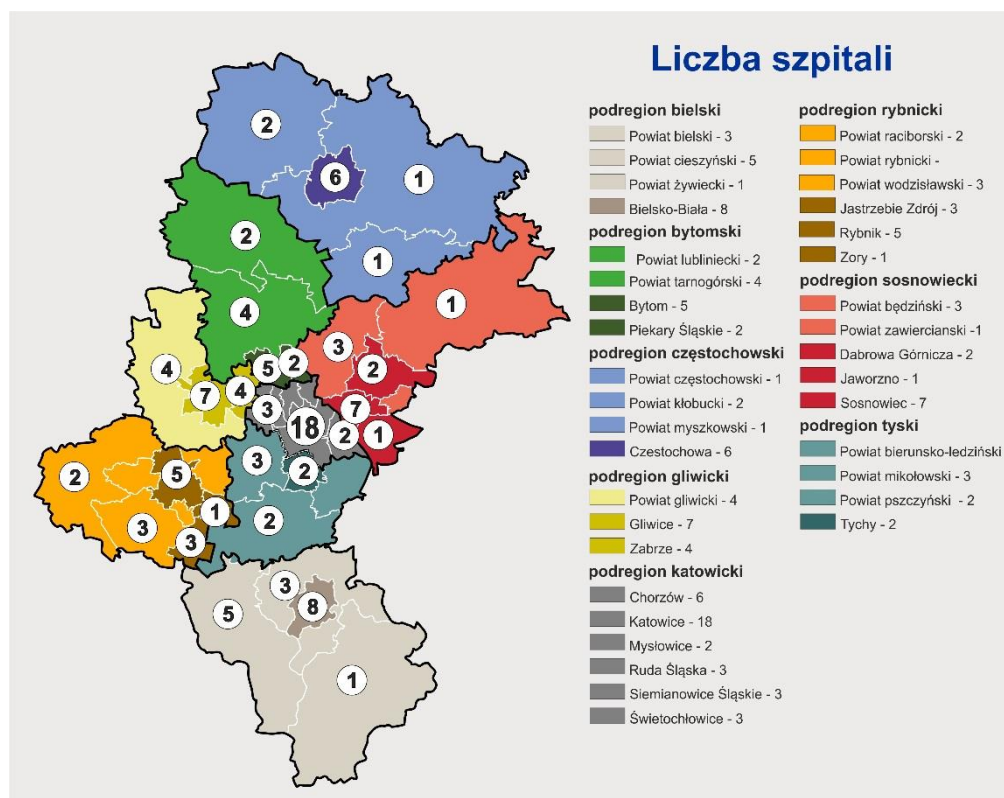 Liczba szpitali
podregion bielski
Powiat bielski - 3
Powiat cieszyński - 5
Powiat żywiecki - 1
Bielsko-Biała - 8
podregion bytomski
Powiat lubliniecki - 2
Powiat tarnogórski - 4
Bytom - 5
Piekary Śląskie - 2
podregion częstochowski
Powiat częstochowski - 1
Powiat kłobucki - 2
Powiat myszkowski - 1
Czestochowa - 6
podregion gliwicki
Powiat gliwicki - 4
Gliwice - 7
Zabrze - 4
podregion katowicki
Chorzów - 6
Katowice - 18
Mysłowice - 2
Ruda Śląska - 3
Siemianowice Śląskie - 3
Świetochłowice - 3
podregion rybnicki
Powiat raciborski - 2
Powiat rybnicki -
Powiat wodzisławski - 3
Jastrzebie Zdrój - 3
Rybnik - 5
Zory - 1
podregion sosnowiecki
Powiat będziński - 3
Powiat zawierciański -1
Dabrowa Górnicza - 2
Jaworzno - 1
Sosnowiec - 7
podregion tyski
Powiat bierunsko-ledziński
Powiat mikołowski - 3
Powiat pszczyński - 2
Tychy - 2
2
6
1
2
1
4
1
3
5
2
2
4
7
4
7
3
18
2
1
3
2
2
5
1
2
3
3
3
8
5
1